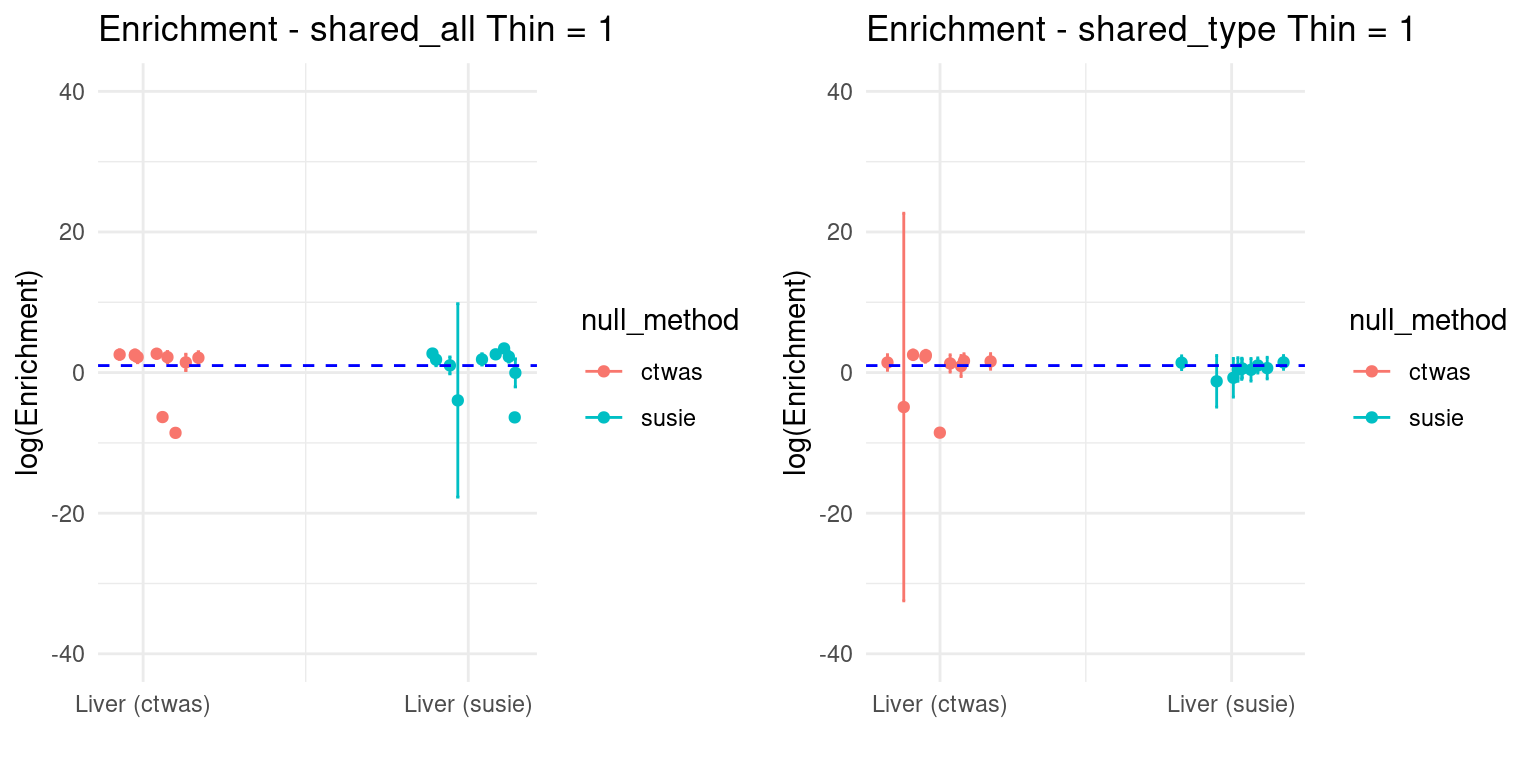 Enrichment - shared_all Thin = 1
log(Enrichment)
40
20
0
-20
-40
Liver (ctwas)
Liver (susie)
null_method
ctwas
susie
Enrichment - shared_type Thin = 1
log(Enrichment)
40
20
0
-20
-40
Liver (ctwas)
Liver (susie)
null_method
ctwas
susie